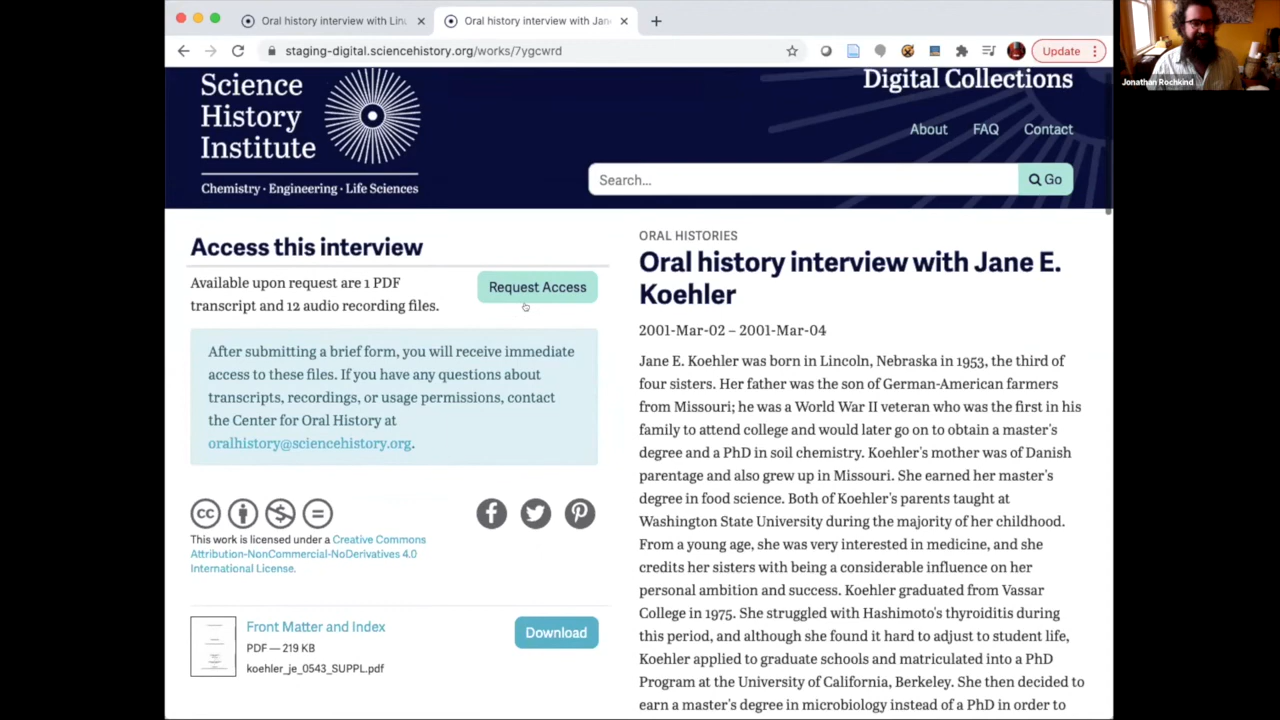 Oral history interview with Linu
Oral history interview with Jane
staging-digital.sciencehistory.org/works/7ygcwrd
Update
Jonathan Rochkind
Science
History
Institute
Chemistry · Engineering · Life Sciences
Digital Collections
About FAQ Contact
Search...
Go
Access this interview
Available upon request are 1 PDF
transcript and 12 audio recording files.
Request Access
After submitting a brief form, you will receive immediate
access to these files. If you have any questions about
transcripts, recordings, or usage permissions, contact
the Center for Oral History at
oralhistory@sciencehistory.org.
cc
This work is licensed under a Creative Commons
Attribution-NonCommercial-NoDerivatives 4.0
International License.
Front Matter and Index
PDF — 219 KB
koehler_je_0543_SUPPL.pdf
Download
ORAL HISTORIES
Oral history interview with Jane E.
Koehler
2001-Mar-02 – 2001-Mar-04
Jane E. Koehler was born in Lincoln, Nebraska in 1953, the third of
four sisters. Her father was the son of German-American farmers
from Missouri; he was a World War II veteran who was the first in his
family to attend college and would later go on to obtain a master's
degree and a PhD in soil chemistry. Koehler's mother was of Danish
parentage and also grew up in Missouri. She earned her master's
degree in food science. Both of Koehler's parents taught at
Washington State University during the majority of her childhood.
From a young age, she was very interested in medicine, and she
credits her sisters with being a considerable influence on her
personal ambition and success. Koehler graduated from Vassar
College in 1975. She struggled with Hashimoto's thyroiditis during
this period, and although she found it hard to adjust to student life,
Koehler applied to graduate schools and matriculated into a PhD
Program at the University of California, Berkeley. She then decided to
earn a master's degree in microbiology instead of a PhD in order to